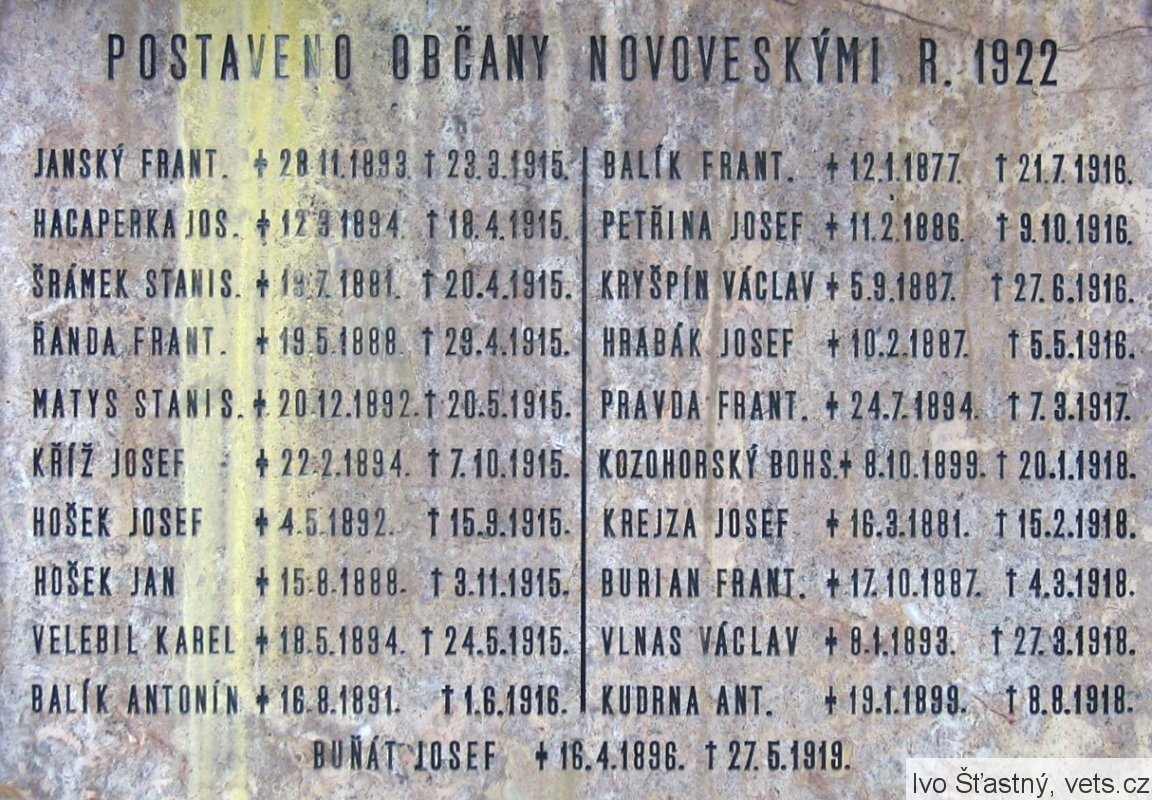 POSTAVENO OBČANY NOVOVESKÝMI R. 1922
JANSKÝ FRANT. * 28.11.1893. † 23.3.1915.
HACAPERKA JOS. * 12.3.1894. † 18.4.1915.
ŠRÁMEK STANIS. * 19.7.1881. † 20.4.1915.
ŘANDA FRANT. * 19.5.1888. † 29.4.1915.
MATYS STANIS. * 20.12.1892. † 20.5.1915.
KŘÍŽ JOSEF * 22.2.1894. † 7.10.1915.
HOŠEK JOSEF * 4.5.1892. † 15.9.1915.
HOŠEK JAN * 15.8.1888. † 3.11.1915.
VELEBIL KAREL * 18.5.1894. † 24.5.1915.
BALÍK ANTONÍN * 16.8.1891. † 1.6.1916.
BALÍK FRANT. * 12.1.1877. † 21.7.1916.
PETŘINA JOSEF * 11.2.1886. † 9.10.1916.
KRYŠPÍN VÁCLAV * 5.9.1887. † 27.6.1916.
HRABÁK JOSEF * 10.2.1887. † 5.5.1916.
PRAVDA FRANT. * 24.7.1894. † 7.3.1917.
KOZOHORSKÝ BOHS. * 8.10.1899. † 20.1.1918.
KREJZA JOSEF * 16.3.1881. † 15.2.1918.
BURIAN FRANT. * 17.10.1887. † 4.3.1918.
VLNAS VÁCLAV * 8.1.1893. † 27.3.1918.
KUDRNA ANT. * 19.1.1899. † 8.8.1918.
BUŇÁT JOSEF * 16.4.1896. † 27.5.1919.
Ivo Šťastný, vets.cz